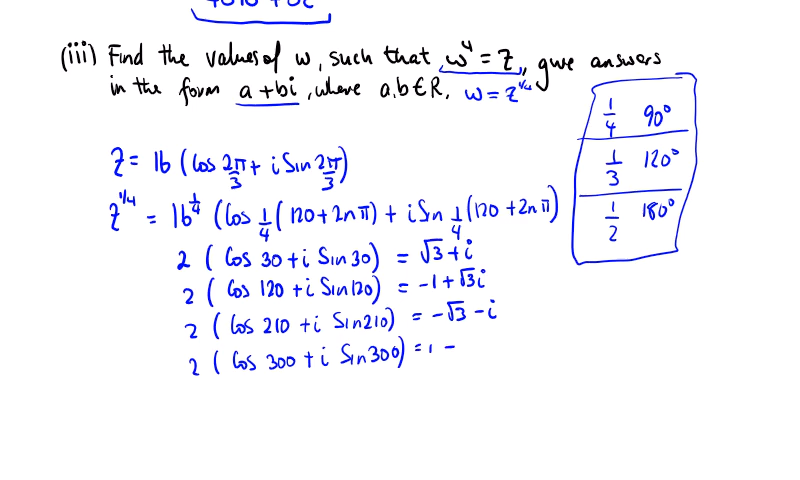 (iii) Find the values of w, such that w⁴ = z, give answers
in the form a+bi, where a,b∈R. w = z^1/4
1/4 90°
1/3 120°
1/2 180°
z = 16 (Cos 2π/3 + i Sin 2π/3)
z^1/4 = 16^1/4 (Cos 1/4 (120+2nπ) + i Sin 1/4 (120+2nπ)
2 (Cos 30 + i Sin 30) = √3 + i
2 (Cos 120 + i Sin 120) = -1 + √3i
2 (Cos 210 + i Sin 210) = -√3 - i
2 (Cos 300 + i Sin 300) = 1 -